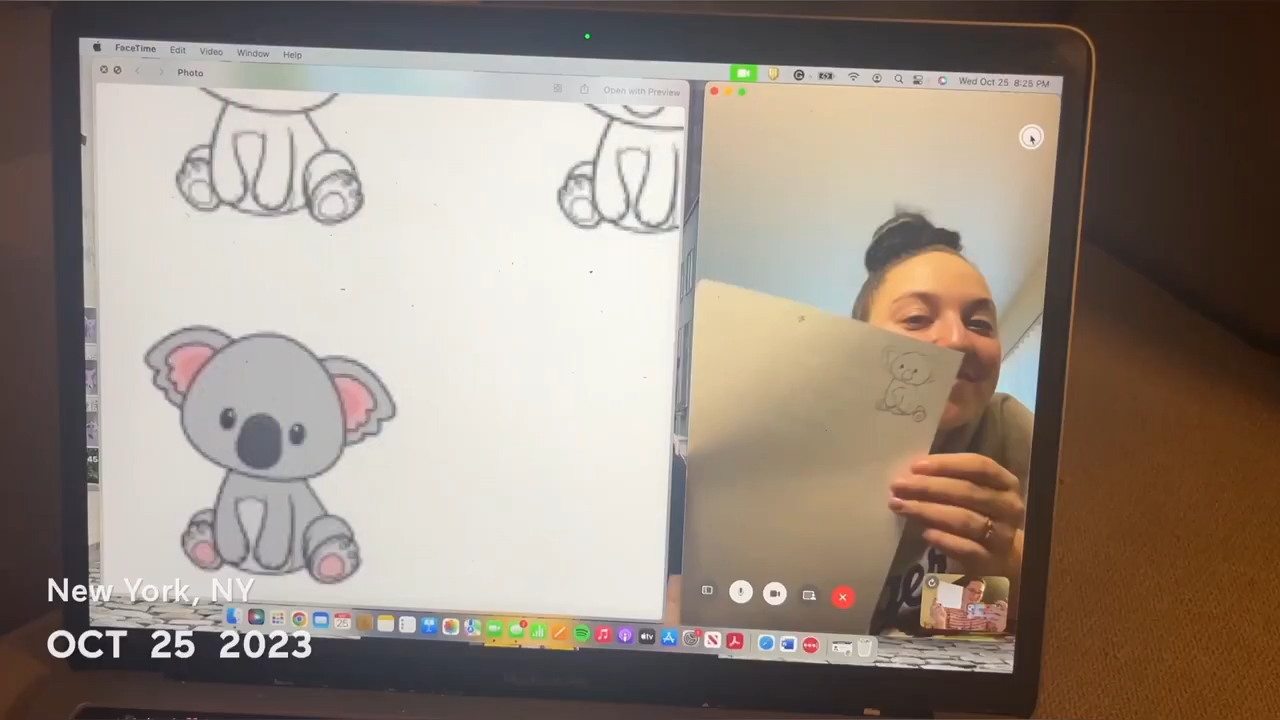 FaceTime Edit Video Window Help
Wed Oct 25 8:25 PM
Photo
Open with Preview
25
New York, NY
OCT 25 2023